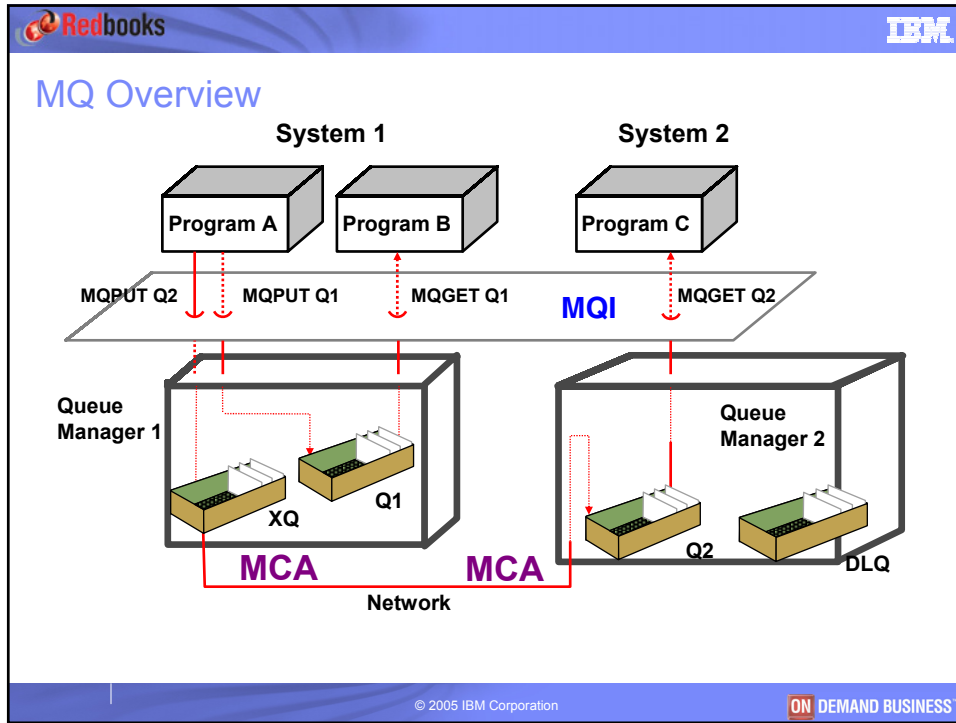 Redbooks
IBM
MQ Overview
System 1
System 2
Program A
Program B
Program C
MQPUT Q2
MQPUT Q1
MQGET Q1
MQI
MQGET Q2
Queue
Manager 1
Queue
Manager 2
XQ
Q1
Q2
DLQ
MCA
MCA
Network
© 2005 IBM Corporation
ON DEMAND BUSINESS